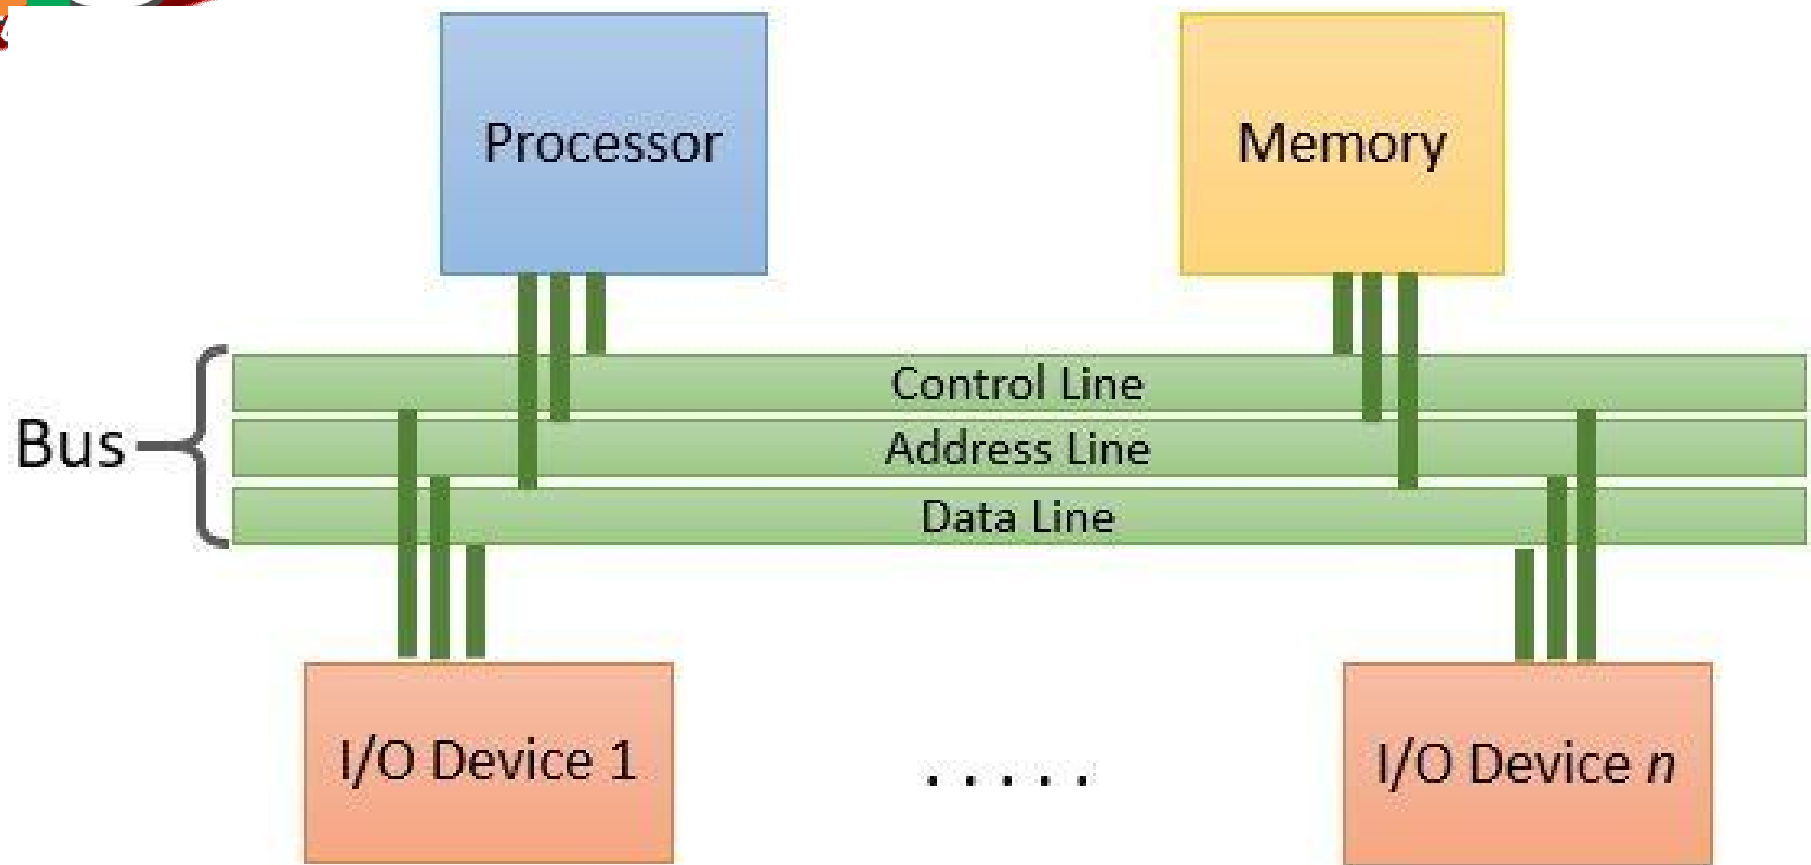 Processor
Memory
Bus
Control Line
Address Line
Data Line
I/O Device 1
. . . . .
I/O Device n